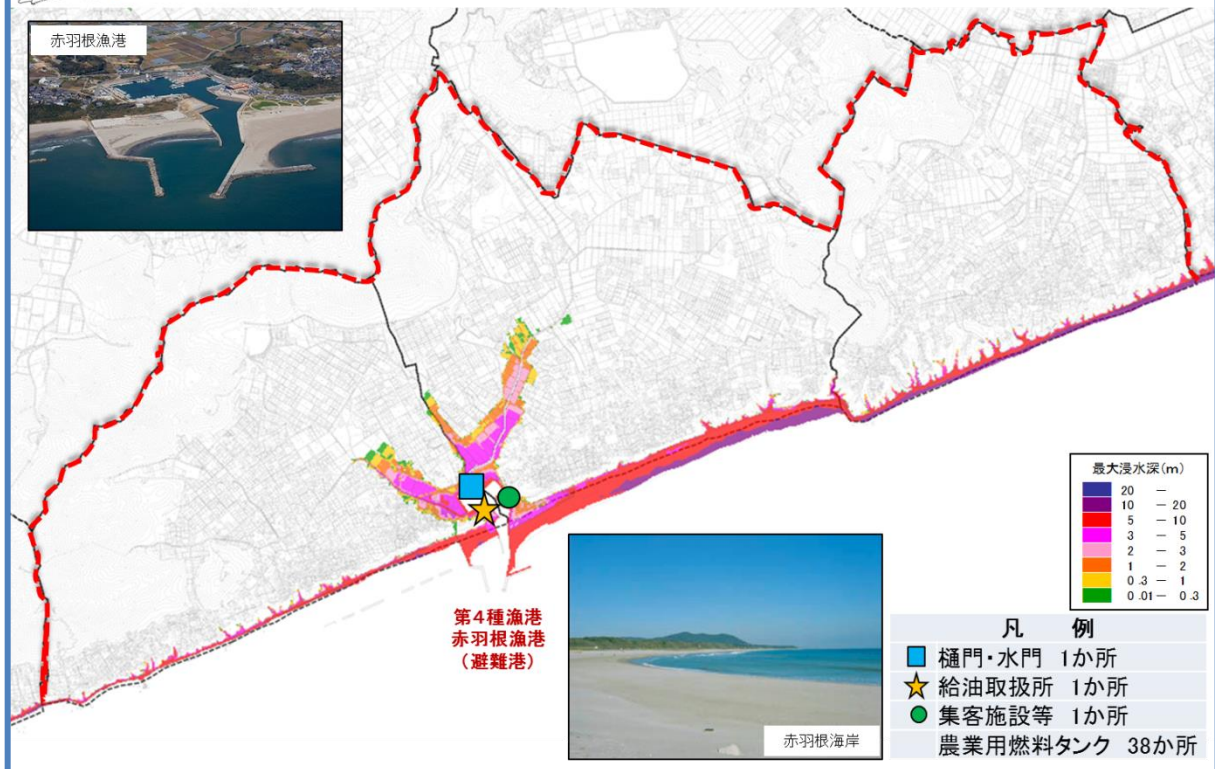 赤羽根漁港
最大浸水深(m)
20 －
10 － 20
5 － 10
3 － 5
2 － 3
1 － 2
0.3 － 1
0.01－ 0.3
第4種漁港
赤羽根漁港
(避難港)
赤羽根海岸
凡 例
樋門・水門 1か所
給油取扱所 1か所
集客施設等 1か所
農業用燃料タンク 38か所